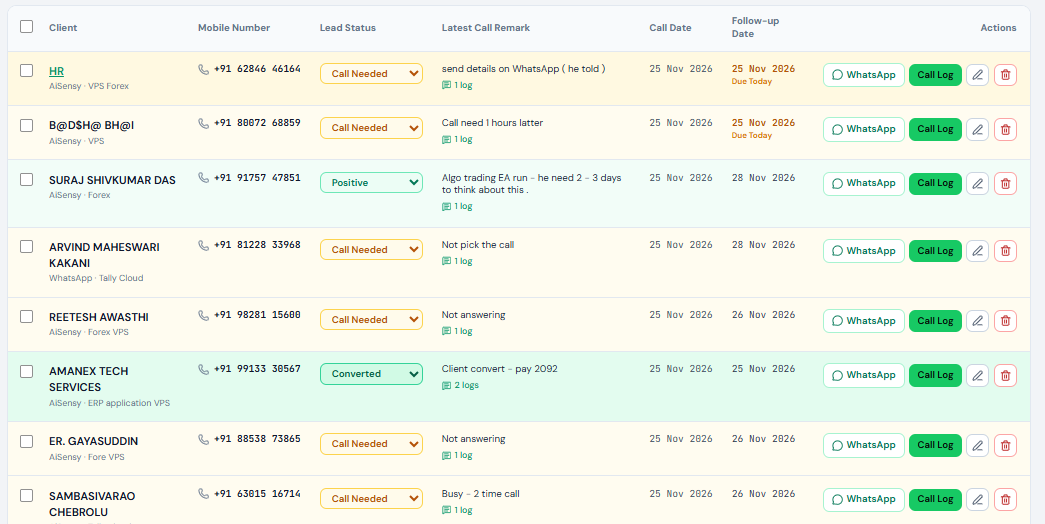 Client Mobile Number Lead Status Latest Call Remark Call Date Follow-up Date Actions
HR +91 62846 46164 Call Needed send details on WhatsApp ( he told ) 25 Nov 2026 25 Nov 2026 WhatsApp Call Log
AiSensy · VPS Forex 1 log Due Today
B@D$H@ BH@I +91 80072 68859 Call Needed Call need 1 hours latter 25 Nov 2026 25 Nov 2026 WhatsApp Call Log
AiSensy · VPS 1 log Due Today
SURAJ SHIVKUMAR DAS +91 91757 47851 Positive Algo trading EA run - he need 2 - 3 days 25 Nov 2026 28 Nov 2026 WhatsApp Call Log
AiSensy · Forex to think about this .
1 log
ARVIND MAHESWARI +91 81228 33968 Call Needed Not pick the call 25 Nov 2026 28 Nov 2026 WhatsApp Call Log
KAKANI 1 log
WhatsApp · Tally Cloud
REETESH AWASTHI +91 98281 15600 Call Needed Not answering 25 Nov 2026 26 Nov 2026 WhatsApp Call Log
AiSensy · Forex VPS 1 log
AMANEX TECH +91 99133 30567 Converted Client convert - pay 2092 25 Nov 2026 25 Nov 2026 WhatsApp Call Log
SERVICES 2 logs
AiSensy · ERP application VPS
ER. GAYASUDDIN +91 88538 73865 Call Needed Not answering 25 Nov 2026 26 Nov 2026 WhatsApp Call Log
AiSensy · Fore VPS 1 log
SAMBASIVARAO +91 63015 16714 Call Needed Busy - 2 time call 25 Nov 2026 26 Nov 2026 WhatsApp Call Log
CHEBROLU 1 log